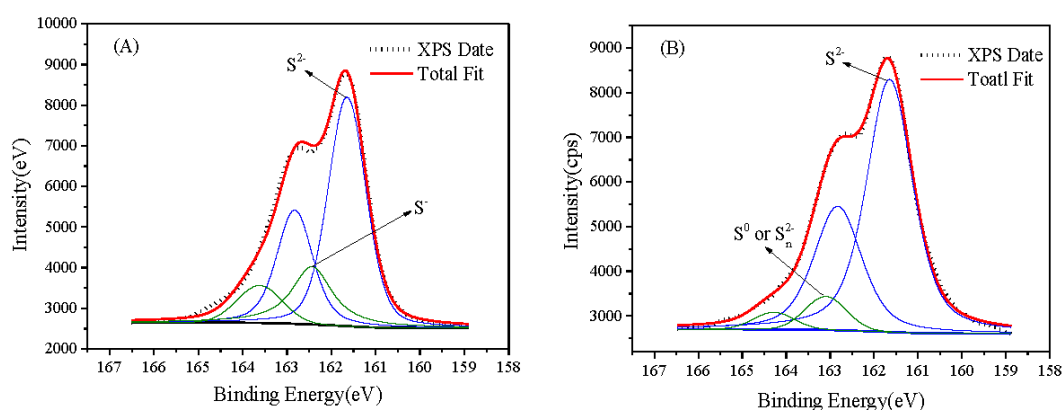 (A)
XPS Date
Total Fit
S2-
S-
Intensity(eV)
10000
9000
8000
7000
6000
5000
4000
3000
2000
167 166 165 164 163 162 161 160 159 158
Binding Energy(eV)
(B)
XPS Date
Toatl Fit
S2-
S0 or Sn2-
Intensity(cps)
9000
8000
7000
6000
5000
4000
3000
167 166 165 164 163 162 161 160 159 158
Binding Energy(eV)